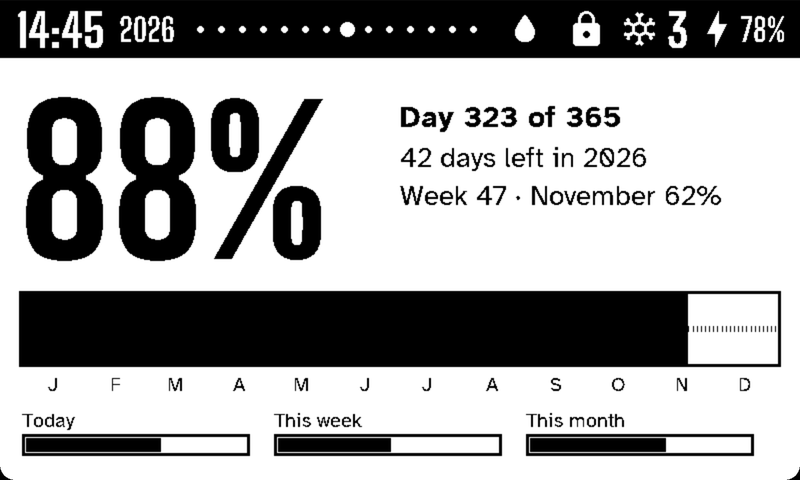 14:45 2026 3 78%
88%
Day 323 of 365
42 days left in 2026
Week 47 · November 62%
J F M A M J J A S O N D
Today This week This month